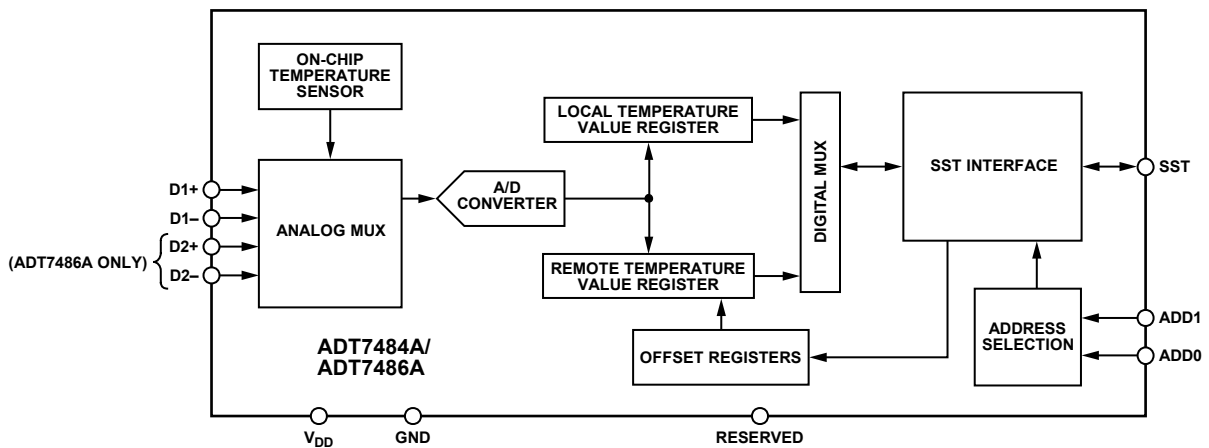 ON-CHIP
TEMPERATURE
SENSOR
LOCAL TEMPERATURE
VALUE REGISTER
A/D
CONVERTER
DIGITAL MUX
SST INTERFACE
SST
D1+
D1–
D2+
D2–
(ADT7486A ONLY)
ANALOG MUX
REMOTE TEMPERATURE
VALUE REGISTER
ADDRESS
SELECTION
ADD1
ADD0
OFFSET REGISTERS
ADT7484A/
ADT7486A
VDD
GND
RESERVED